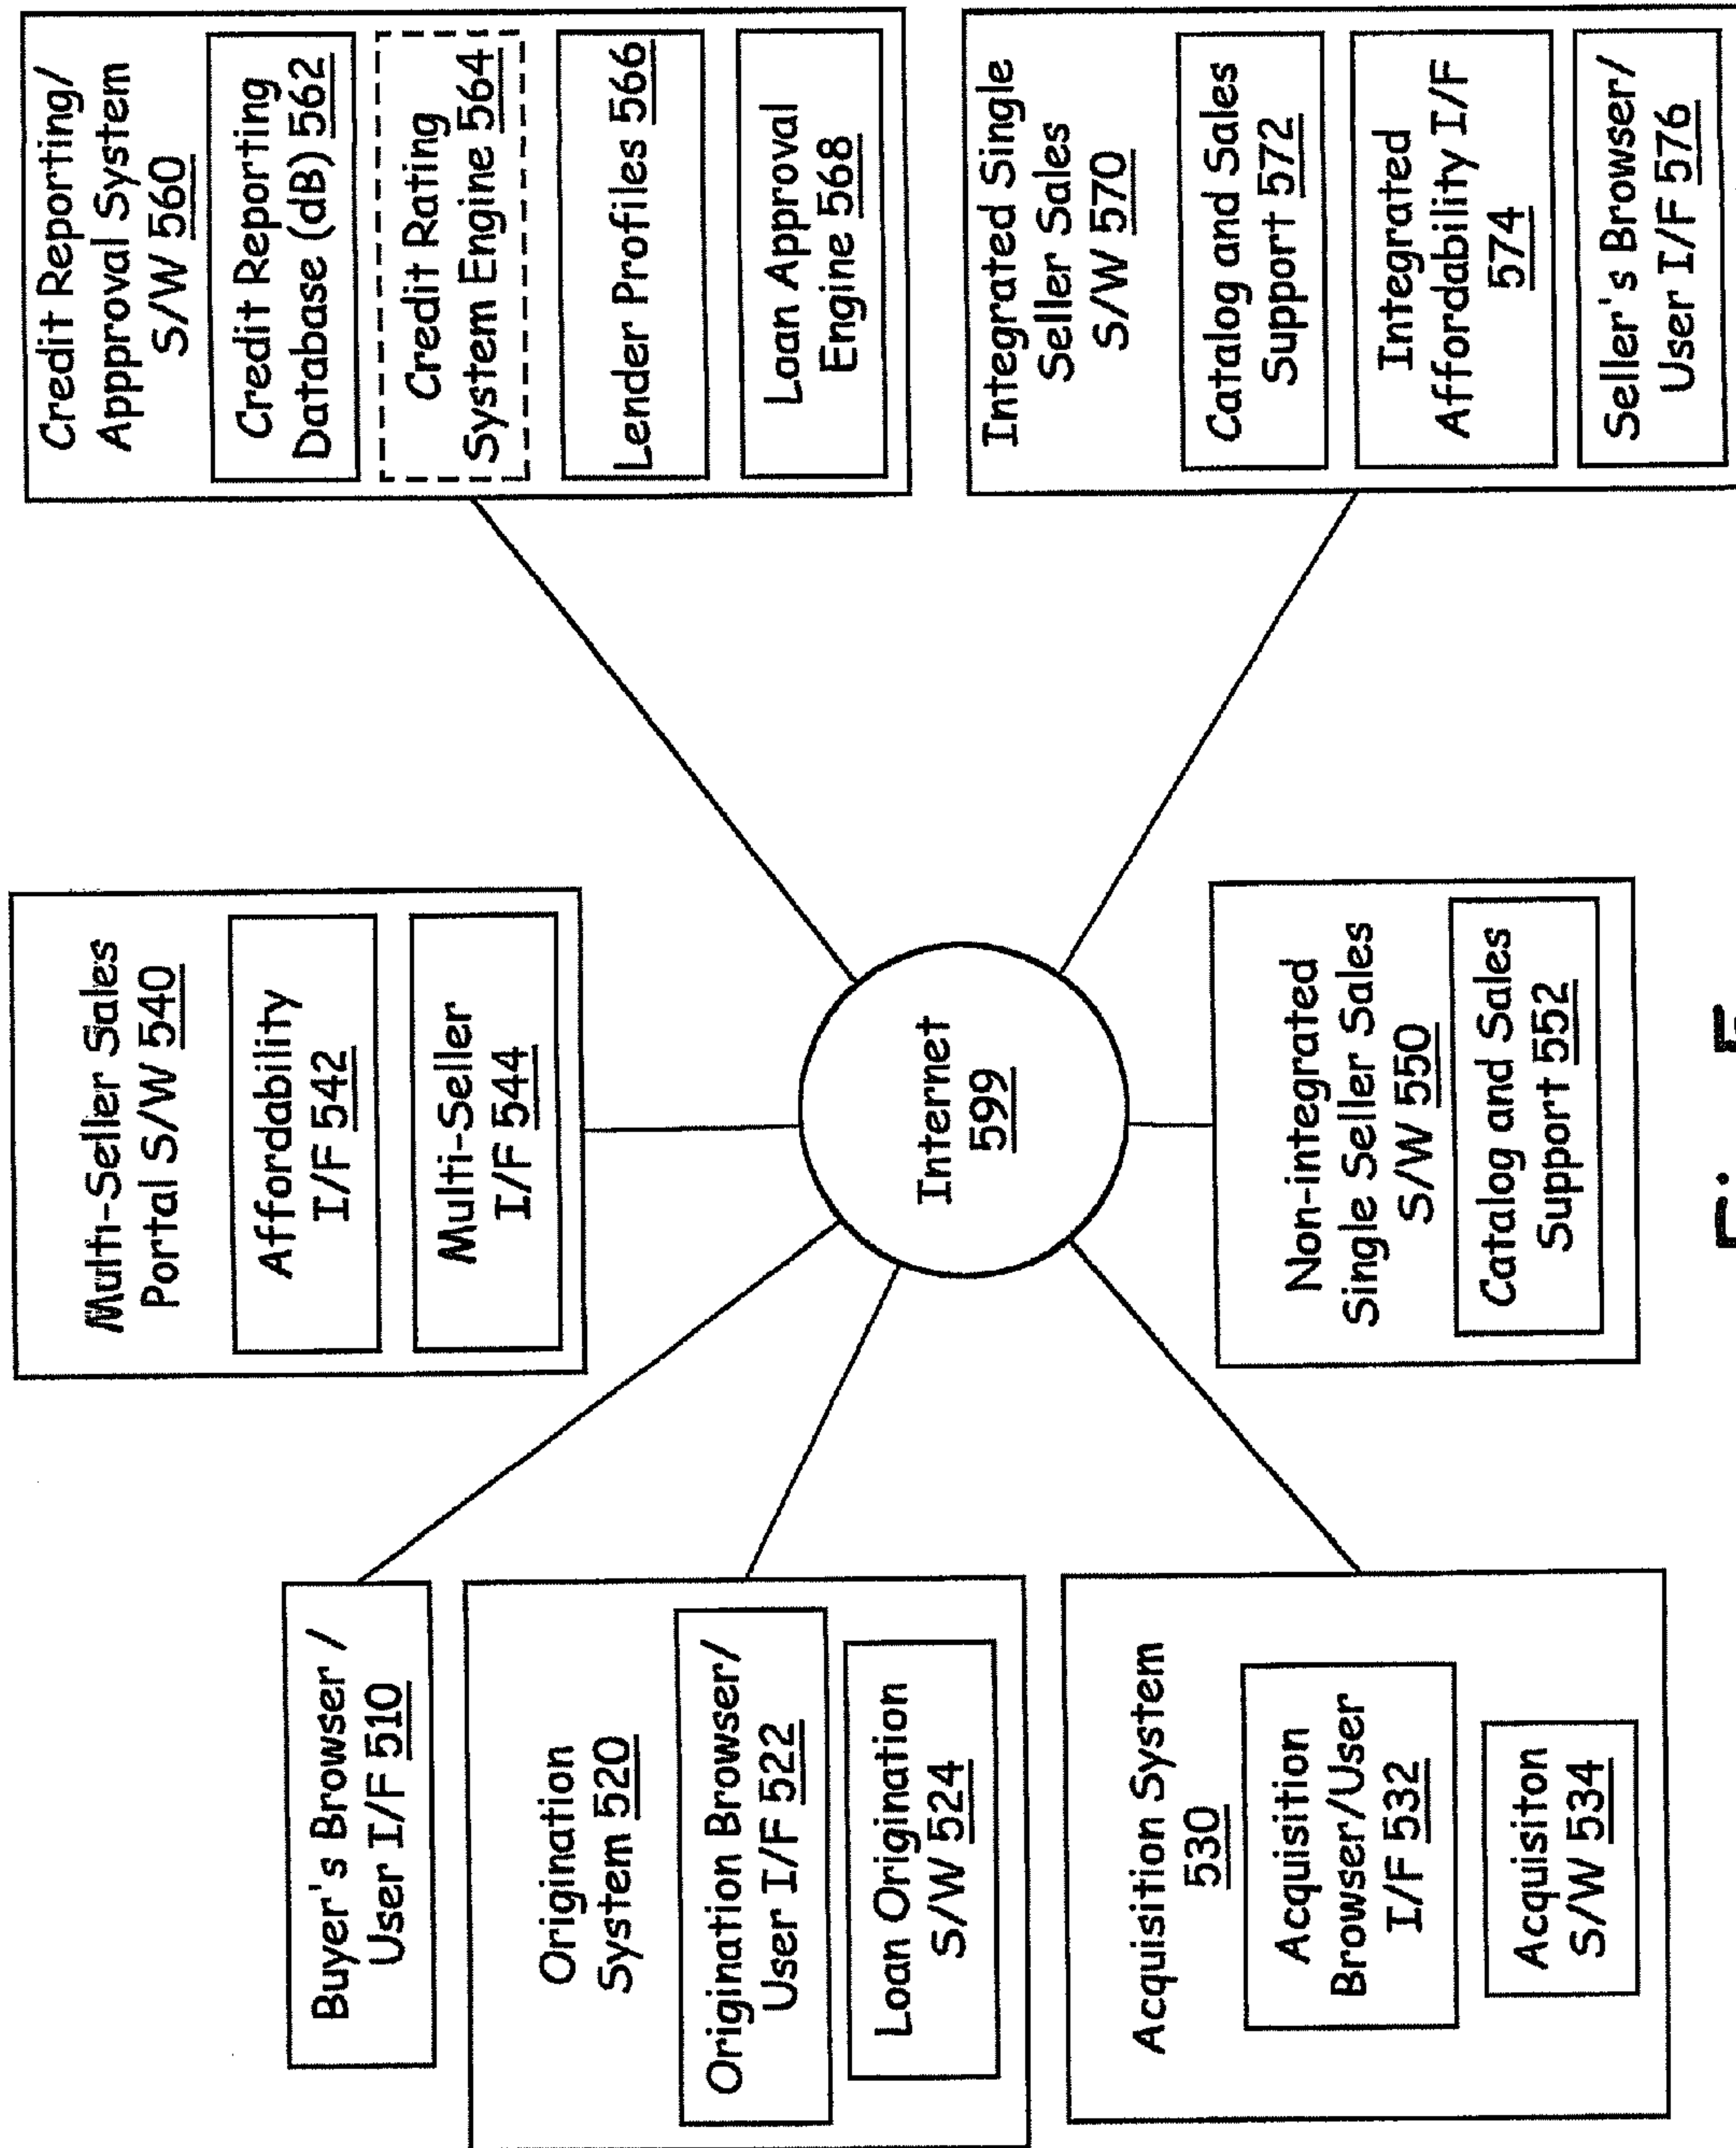 Buyer's Browser /
User I/F 510
Origination
System 520
Origination Browser/
User I/F 522
Loan Origination
S/W 524
Acquisition System
530
Acquisition
Browser/User
I/F 532
Acquisiton
S/W 534
Multi-Seller Sales
Portal S/W 540
Affordability
I/F 542
Multi-Seller
I/F 544
Internet
599
Non-integrated
Single Seller Sales
S/W 550
Catalog and Sales
Support 552
Credit Reporting/
Approval System
S/W 560
Credit Reporting
Database (dB) 562
Credit Rating
System Engine 564
Lender Profiles 566
Loan Approval
Engine 568
Integrated Single
Seller Sales
S/W 570
Catalog and Sales
Support 572
Integrated
Affordability I/F
574
Seller's Browser/
User I/F 576